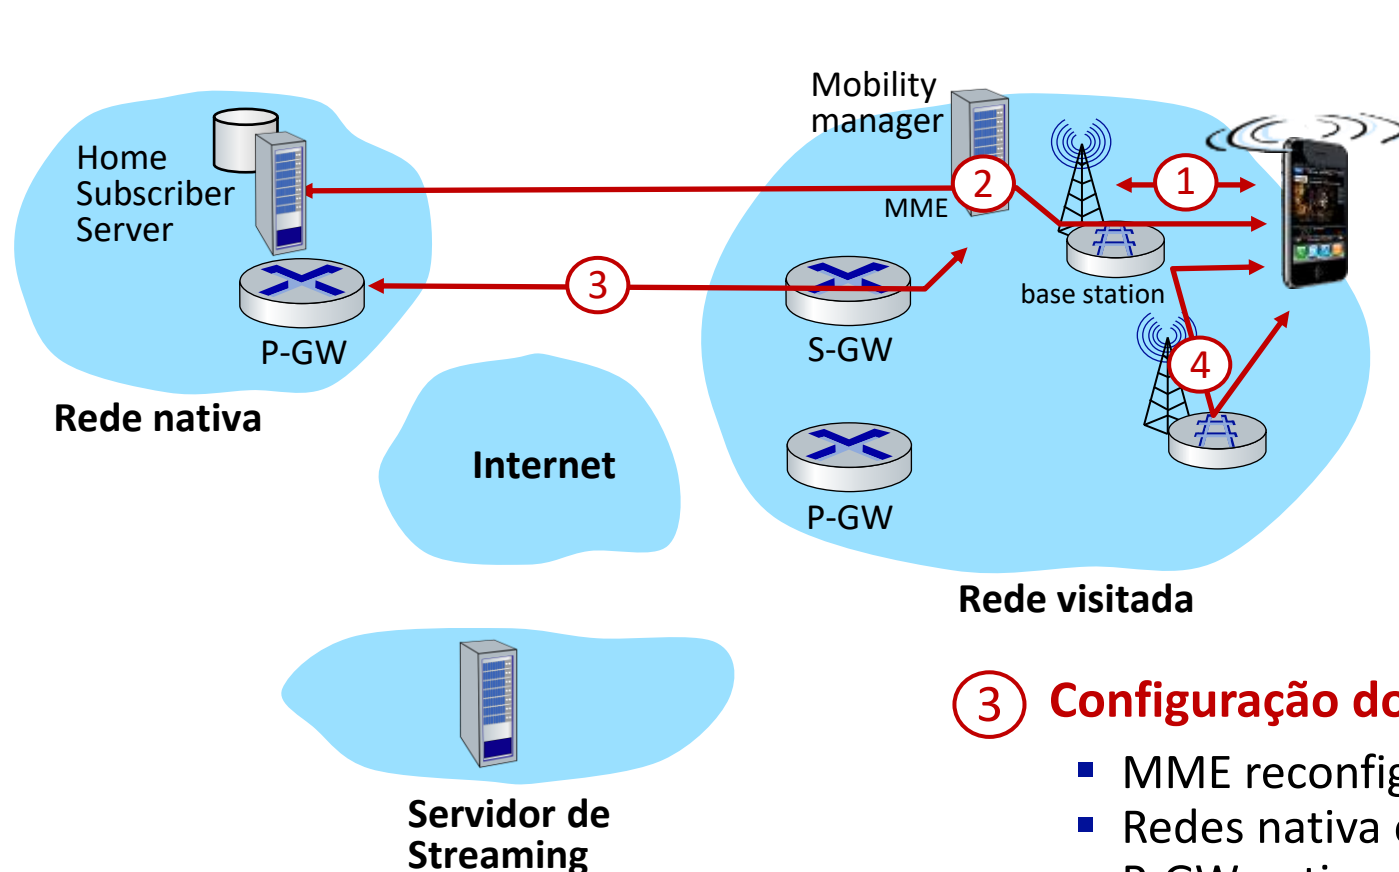 Mobility
manager
Home
Subscriber
Server
MME
1
2
3
4
base station
P-GW
S-GW
Rede nativa
Internet
P-GW
Rede visitada
3 Configuração do
MME reconfig
Redes nativa
Servidor de
Streaming